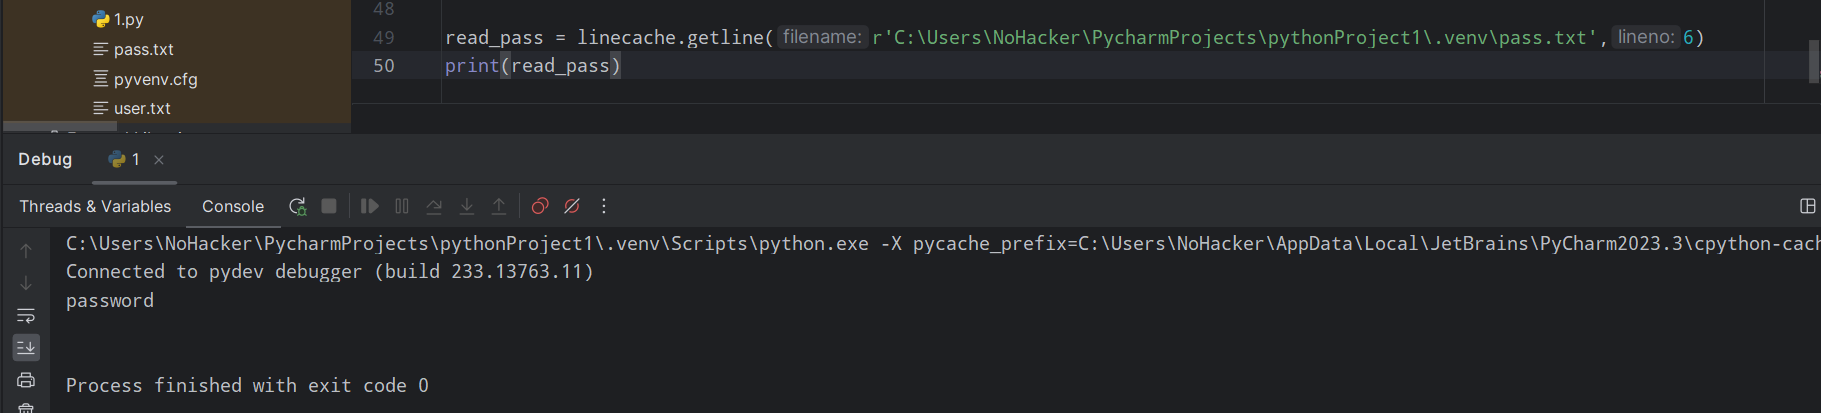 1.py
pass.txt
pyvenv.cfg
user.txt
48
49 read_pass = linecache.getline( filename: r'C:\Users\NoHacker\PycharmProjects\pythonProject1\.venv\pass.txt', lineno: 6)
50 print(read_pass)
Debug 1
Threads & Variables Console
C:\Users\NoHacker\PycharmProjects\pythonProject1\.venv\Scripts\python.exe -X pycache_prefix=C:\Users\NoHacker\AppData\Local\JetBrains\PyCharm2023.3\cpython-cach
Connected to pydev debugger (build 233.13763.11)
password
Process finished with exit code 0